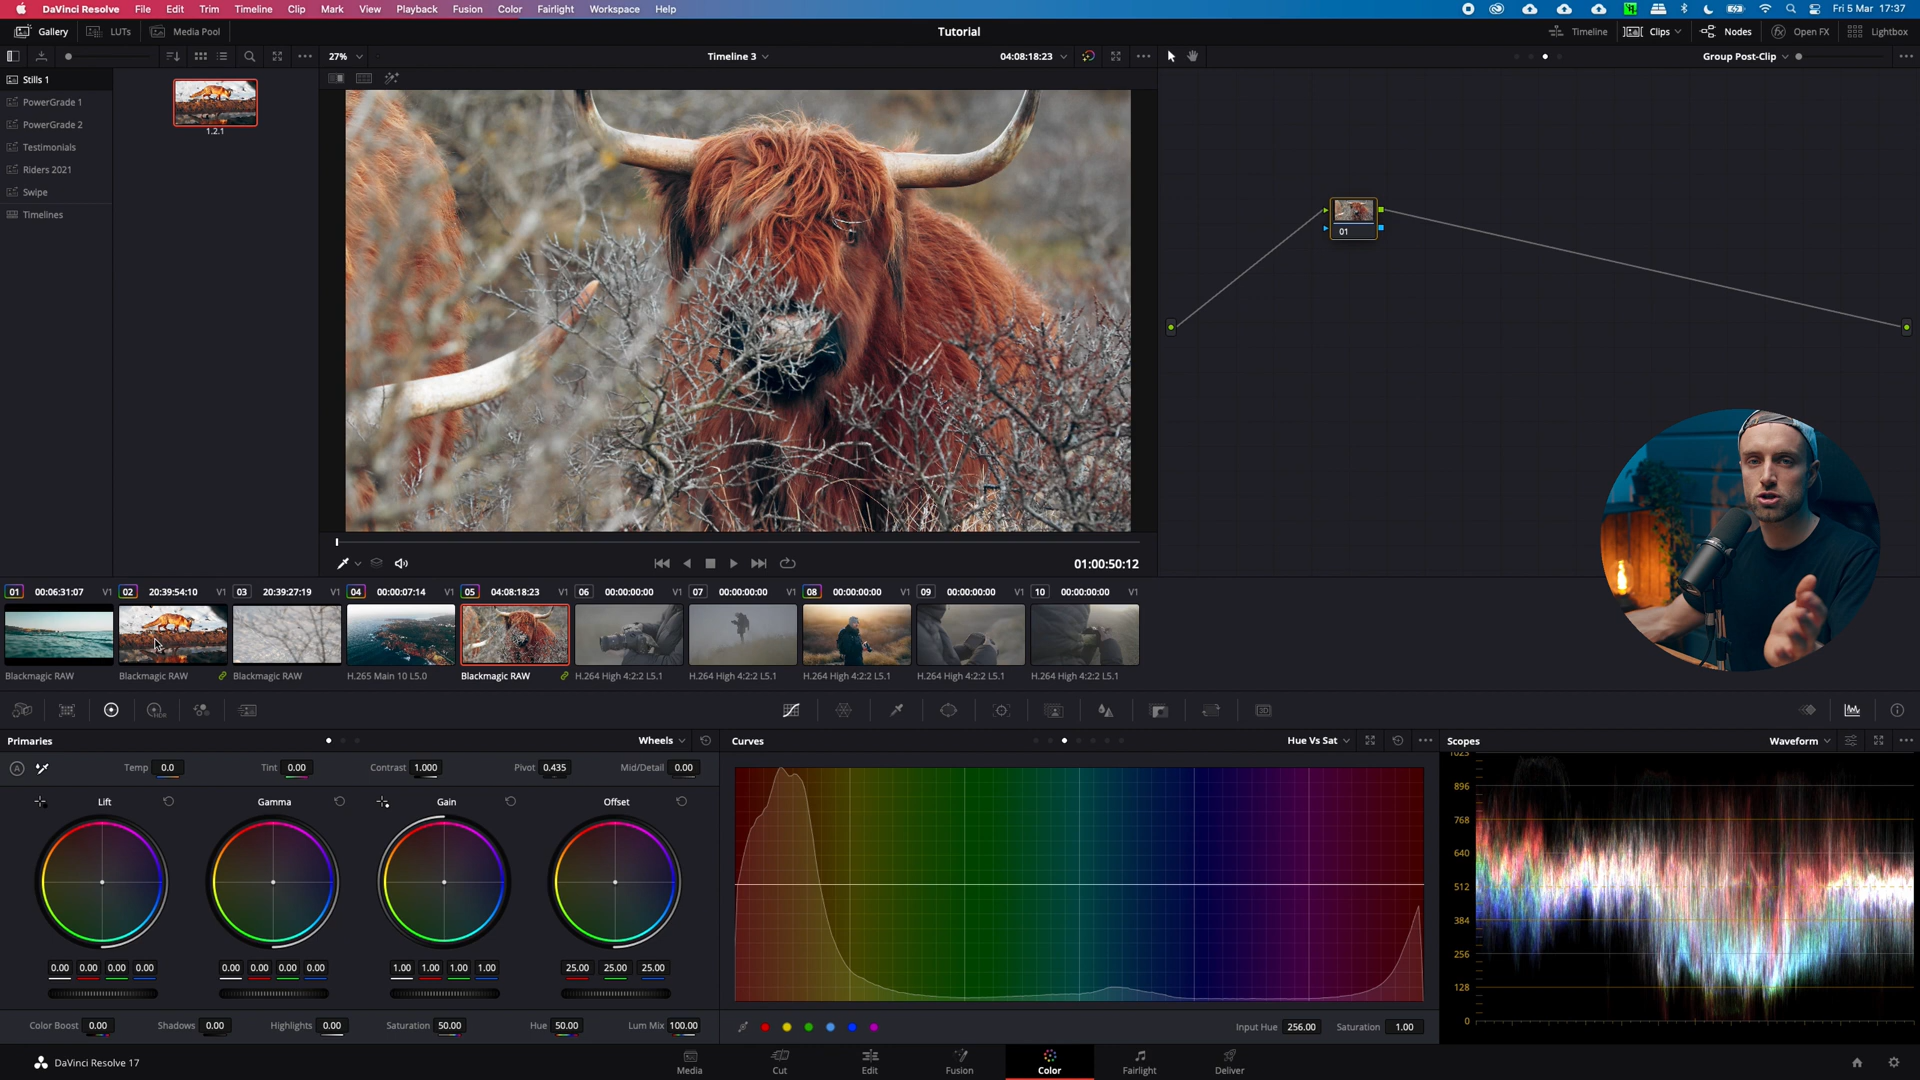 DaVinci Resolve File Edit Trim Timeline Clip Mark View Playback Fusion Color Fairlight Workspace Help Fri 5 Mar 17:37
Gallery LUTs Media Pool Tutorial Timeline Clips Nodes Open FX Lightbox
27% Timeline 3 04:08:18:23 Group Post-Clip
Stills 1
PowerGrade 1
PowerGrade 2
Testimonials
Riders 2021
Swipe
Timelines
1.2.1
01
01:00:50:12
01 00:06:31:07 V1 02 20:39:54:10 V1 03 20:39:27:19 V1 04 00:00:07:14 V1 05 04:08:18:23 V1 06 00:00:00:00 V1 07 00:00:00:00 V1 08 00:00:00:00 V1 09 00:00:00:00 V1 10 00:00:00:00 V1
Blackmagic RAW Blackmagic RAW Blackmagic RAW H.265 Main 10 L5.0 Blackmagic RAW H.264 High 4:2:2 L5.1 H.264 High 4:2:2 L5.1 H.264 High 4:2:2 L5.1 H.264 High 4:2:2 L5.1 H.264 High 4:2:2 L5.1
HDR 3D
Primaries Wheels Curves Hue Vs Sat Scopes Waveform
A Temp 0.0 Tint 0.00 Contrast 1.000 Pivot 0.435 Mid/Detail 0.00
Lift Gamma Gain Offset
0.00 0.00 0.00 0.00 0.00 0.00 0.00 0.00 1.00 1.00 1.00 1.00 25.00 25.00 25.00
Color Boost 0.00 Shadows 0.00 Highlights 0.00 Saturation 50.00 Hue 50.00 Lum Mix 100.00
Input Hue 256.00 Saturation 1.00
1023
896
768
640
512
384
256
128
0
DaVinci Resolve 17 Media Cut Edit Fusion Color Fairlight Deliver